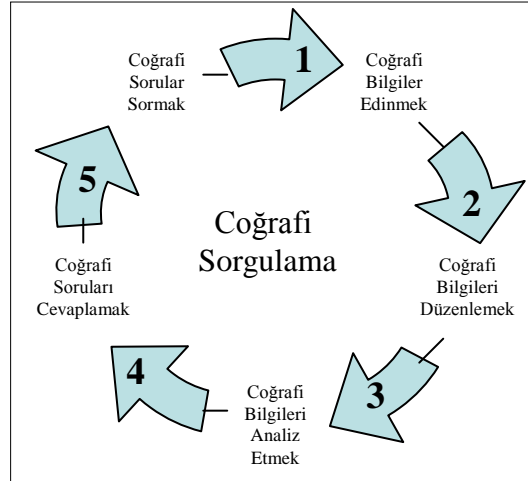 Coğrafi
Sorular
Sormak
1
Coğrafi
Bilgiler
Edinmek
2
Coğrafi
Bilgileri
Düzenlemek
3
Coğrafi
Bilgileri
Analiz
Etmek
4
Coğrafi
Soruları
Cevaplamak
5
Coğrafi
Sorgulama